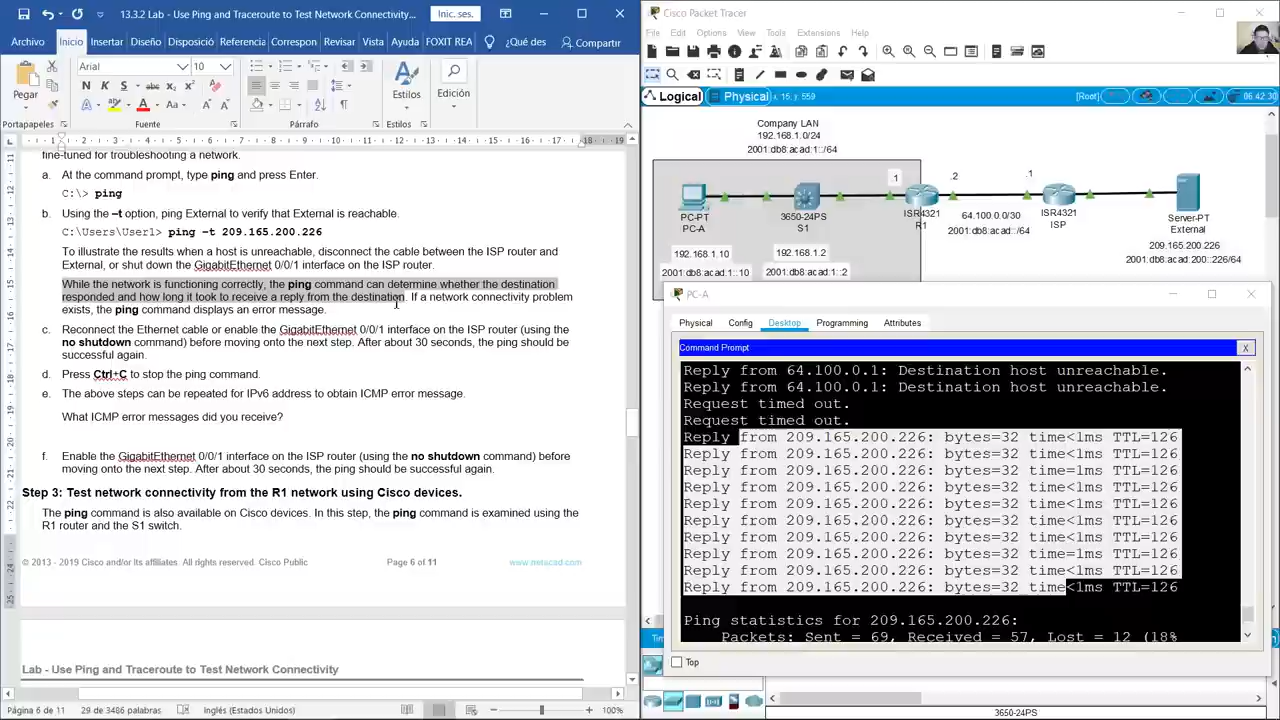 13.3.2 Lab - Use Ping and Traceroute to Test Network Connectivity
Inic. ses.
Archivo Inicio Insertar Diseño Disposición Referencia Correspon Revisar Vista Ayuda FOXIT REA ¿Qué des Compartir
Arial 10
Pegar
Edición
Estilos
Portapapeles Fuente Párrafo Estilos
fine-tuned for troubleshooting a network.
a. At the command prompt, type ping and press Enter.
C:\> ping
b. Using the –t option, ping External to verify that External is reachable.
C:\Users\User1> ping –t 209.165.200.226
To illustrate the results when a host is unreachable, disconnect the cable between the ISP router and
External, or shut down the GigabitEthernet 0/0/1 interface on the ISP router.
While the network is functioning correctly, the ping command can determine whether the destination
responded and how long it took to receive a reply from the destination. If a network connectivity problem
exists, the ping command displays an error message.
c. Reconnect the Ethernet cable or enable the GigabitEthernet 0/0/1 interface on the ISP router (using the
no shutdown command) before moving onto the next step. After about 30 seconds, the ping should be
successful again.
d. Press Ctrl+C to stop the ping command.
e. The above steps can be repeated for IPv6 address to obtain ICMP error message.
What ICMP error messages did you receive?
f. Enable the GigabitEthernet 0/0/1 interface on the ISP router (using the no shutdown command) before
moving onto the next step. After about 30 seconds, the ping should be successful again.
Step 3: Test network connectivity from the R1 network using Cisco devices.
The ping command is also available on Cisco devices. In this step, the ping command is examined using the
R1 router and the S1 switch.
© 2013 - 2019 Cisco and/or its affiliates. All rights reserved. Cisco Public Page 6 of 11 www.netacad.com
Lab - Use Ping and Traceroute to Test Network Connectivity
29 de 3486 palabras Inglés (Estados Unidos) 100%
Cisco Packet Tracer
File Edit Options View Tools Extensions Help
Logical Physical x: 15, y: 559 [Root] 06:42:30
Company LAN
192.168.1.0/24
2001:db8:acad:1::/64
.1 .2 .1
PC-PT
PC-A
3650-24PS
S1
ISR4321
R1
64.100.0.0/30
2001:db8:acad::/64
ISR4321
ISP
Server-PT
External
192.168.1.10
2001:db8:acad:1::10
192.168.1.2
2001:db8:acad:1::2
209.165.200.226
2001:db8:acad:200::226/64
PC-A
Physical Config Desktop Programming Attributes
Command Prompt X
Reply from 64.100.0.1: Destination host unreachable.
Reply from 64.100.0.1: Destination host unreachable.
Request timed out.
Request timed out.
Reply from 209.165.200.226: bytes=32 time<1ms TTL=126
Reply from 209.165.200.226: bytes=32 time<1ms TTL=126
Reply from 209.165.200.226: bytes=32 time=1ms TTL=126
Reply from 209.165.200.226: bytes=32 time<1ms TTL=126
Reply from 209.165.200.226: bytes=32 time<1ms TTL=126
Reply from 209.165.200.226: bytes=32 time<1ms TTL=126
Reply from 209.165.200.226: bytes=32 time<1ms TTL=126
Reply from 209.165.200.226: bytes=32 time=1ms TTL=126
Reply from 209.165.200.226: bytes=32 time<1ms TTL=126
Reply from 209.165.200.226: bytes=32 time<1ms TTL=126
Ping statistics for 209.165.200.226:
Packets: Sent = 69, Received = 57, Lost = 12 (18%
Top
3650-24PS